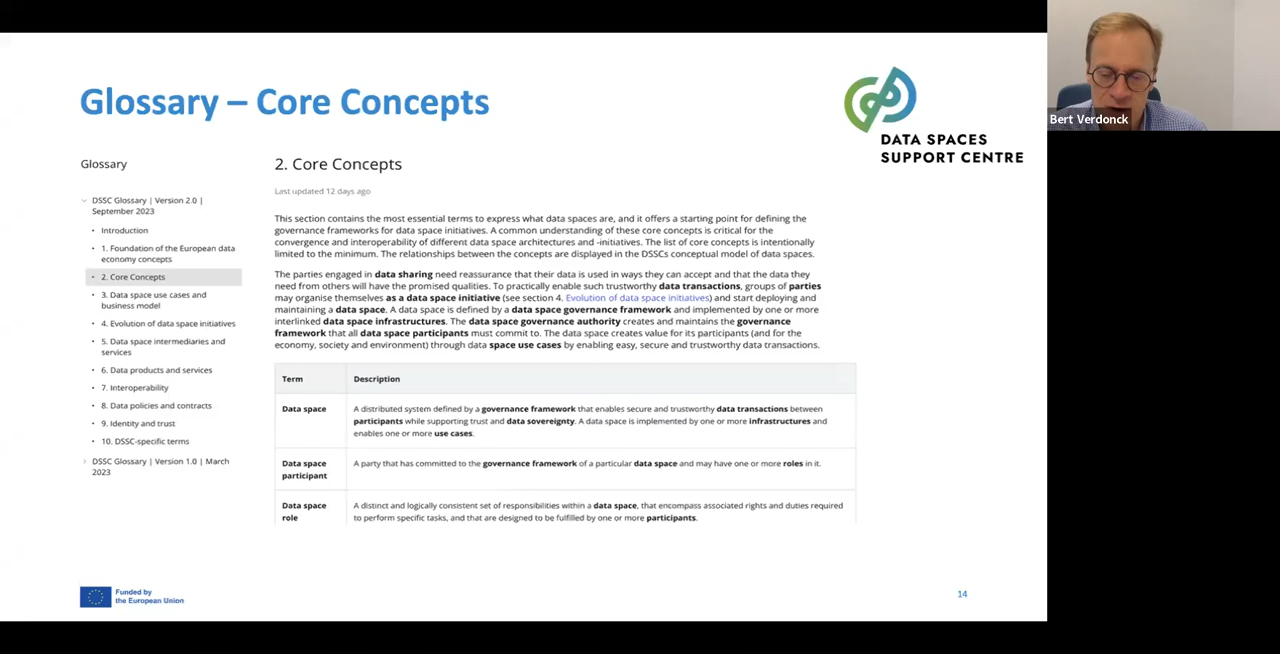 Glossary – Core Concepts
DATA SPACES
SUPPORT CENTRE
Bert Verdonck
Glossary
DSSC Glossary | Version 2.0 |
September 2023
Introduction
1. Foundation of the European data
economy concepts
2. Core Concepts
3. Data space use cases and
business model
4. Evolution of data space initiatives
5. Data space intermediaries and
services
6. Data products and services
7. Interoperability
8. Data policies and contracts
9. Identity and trust
10. DSSC-specific terms
DSSC Glossary | Version 1.0 | March
2023
2. Core Concepts
Last updated 12 days ago
This section contains the most essential terms to express what data spaces are, and it offers a starting point for defining the
governance frameworks for data space initiatives. A common understanding of these core concepts is critical for the
convergence and interoperability of different data space architectures and -initiatives. The list of core concepts is intentionally
limited to the minimum. The relationships between the concepts are displayed in the DSSCs conceptual model of data spaces.
The parties engaged in data sharing need reassurance that their data is used in ways they can accept and that the data they
need from others will have the promised qualities. To practically enable such trustworthy data transactions, groups of parties
may organise themselves as a data space initiative (see section 4. Evolution of data space initiatives) and start deploying and
maintaining a data space. A data space is defined by a data space governance framework and implemented by one or more
interlinked data space infrastructures. The data space governance authority creates and maintains the governance
framework that all data space participants must commit to. The data space creates value for its participants (and for the
economy, society and environment) through data space use cases by enabling easy, secure and trustworthy data transactions.
Term Description
Data space A distributed system defined by a governance framework that enables secure and trustworthy data transactions between
participants while supporting trust and data sovereignty. A data space is implemented by one or more infrastructures and
enables one or more use cases.
Data space A party that has committed to the governance framework of a particular data space and may have one or more roles in it.
participant
Data space A distinct and logically consistent set of responsibilities within a data space, that encompass associated rights and duties required
role to perform specific tasks, and that are designed to be fulfilled by one or more participants.
Funded by
the European Union
14